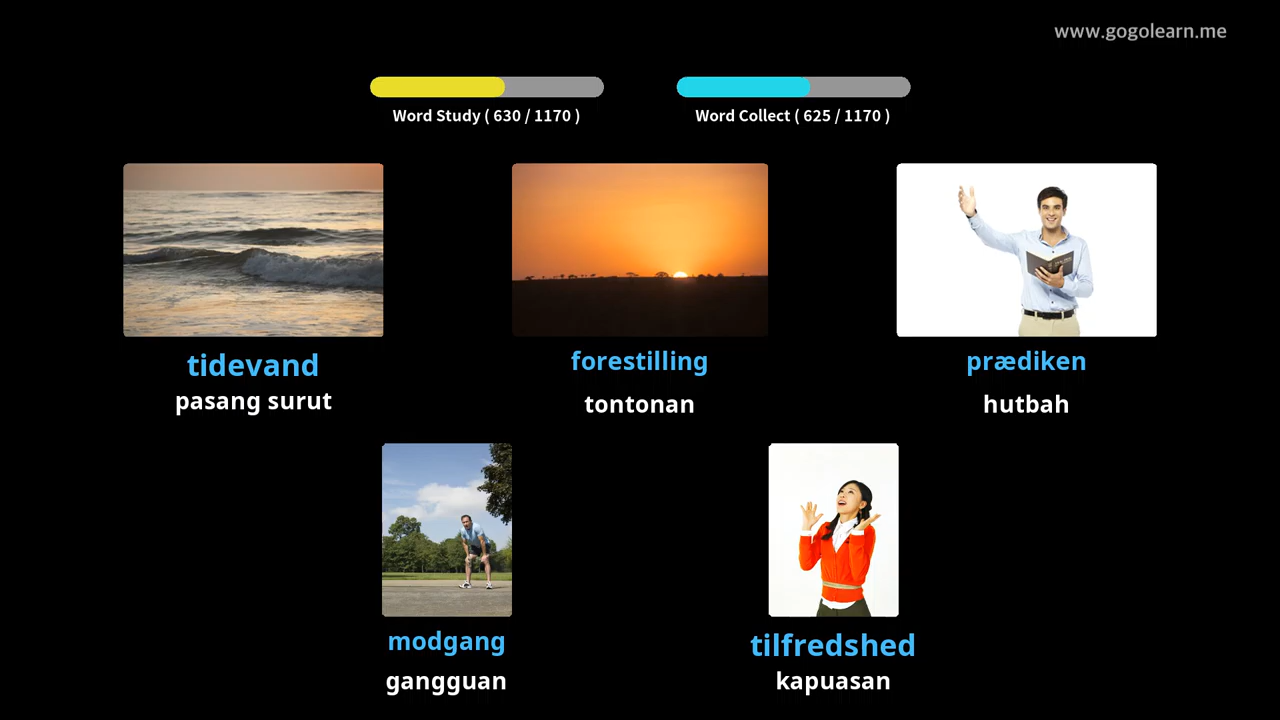 www.gogolearn.me
Word Study ( 630 / 1170 )
Word Collect ( 625 / 1170 )
tidevand
pasang surut
forestilling
tontonan
prædiken
hutbah
modgang
gangguan
tilfredshed
kapuasan